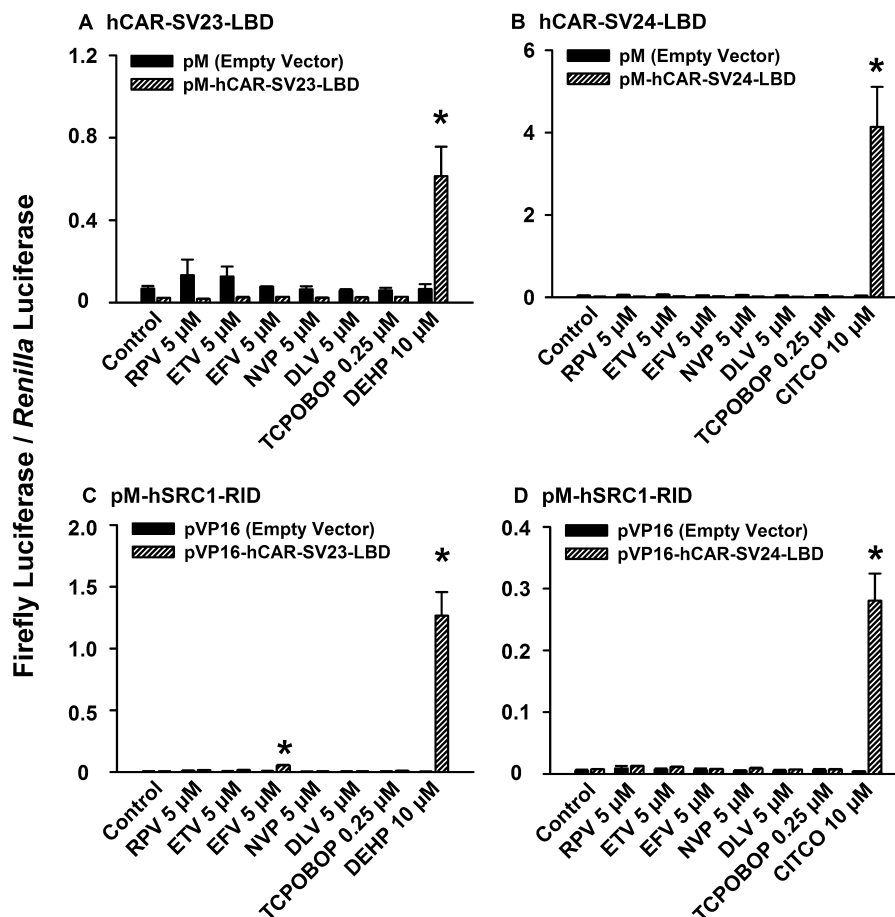 Firefly Luciferase / Renilla Luciferase
A hCAR-SV23-LBD
1.2
0.8
0.4
0
pM (Empty Vector)
pM-hCAR-SV23-LBD
*
Control
RPV 5 µM
ETV 5 µM
EFV 5 µM
NVP 5 µM
DLV 5 µM
TCPOBOP 0.25 µM
DEHP 10 µM
B hCAR-SV24-LBD
6
4
2
0
pM (Empty Vector)
pM-hCAR-SV24-LBD
*
Control
RPV 5 µM
ETV 5 µM
EFV 5 µM
NVP 5 µM
DLV 5 µM
TCPOBOP 0.25 µM
CITCO 10 µM
C pM-hSRC1-RID
2.0
1.5
1.0
0.5
0
pVP16 (Empty Vector)
pVP16-hCAR-SV23-LBD
*
*
Control
RPV 5 µM
ETV 5 µM
EFV 5 µM
NVP 5 µM
DLV 5 µM
TCPOBOP 0.25 µM
DEHP 10 µM
D pM-hSRC1-RID
0.4
0.3
0.2
0.1
0
pVP16 (Empty Vector)
pVP16-hCAR-SV24-LBD
*
Control
RPV 5 µM
ETV 5 µM
EFV 5 µM
NVP 5 µM
DLV 5 µM
TCPOBOP 0.25 µM
CITCO 10 µM